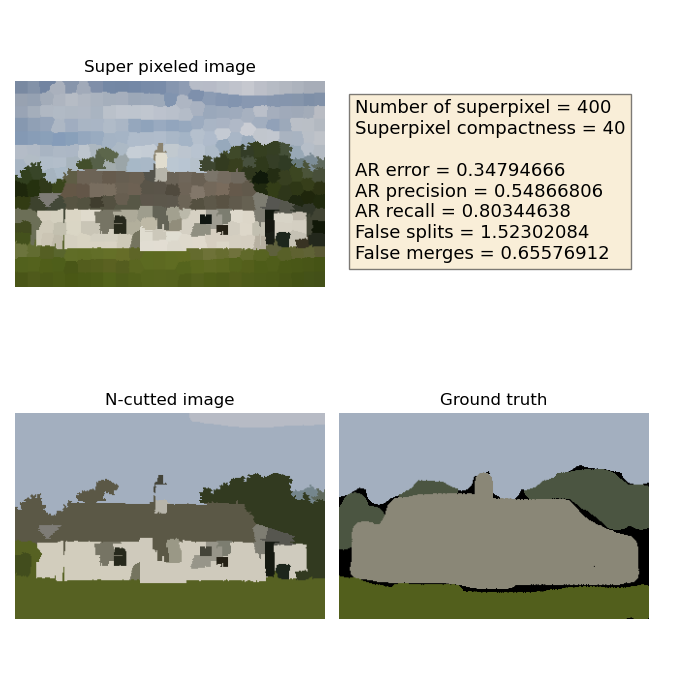 Super pixeled image
Number of superpixel = 400
Superpixel compactness = 40
AR error = 0.34794666
AR precision = 0.54866806
AR recall = 0.80344638
False splits = 1.52302084
False merges = 0.65576912
N-cutted image
Ground truth